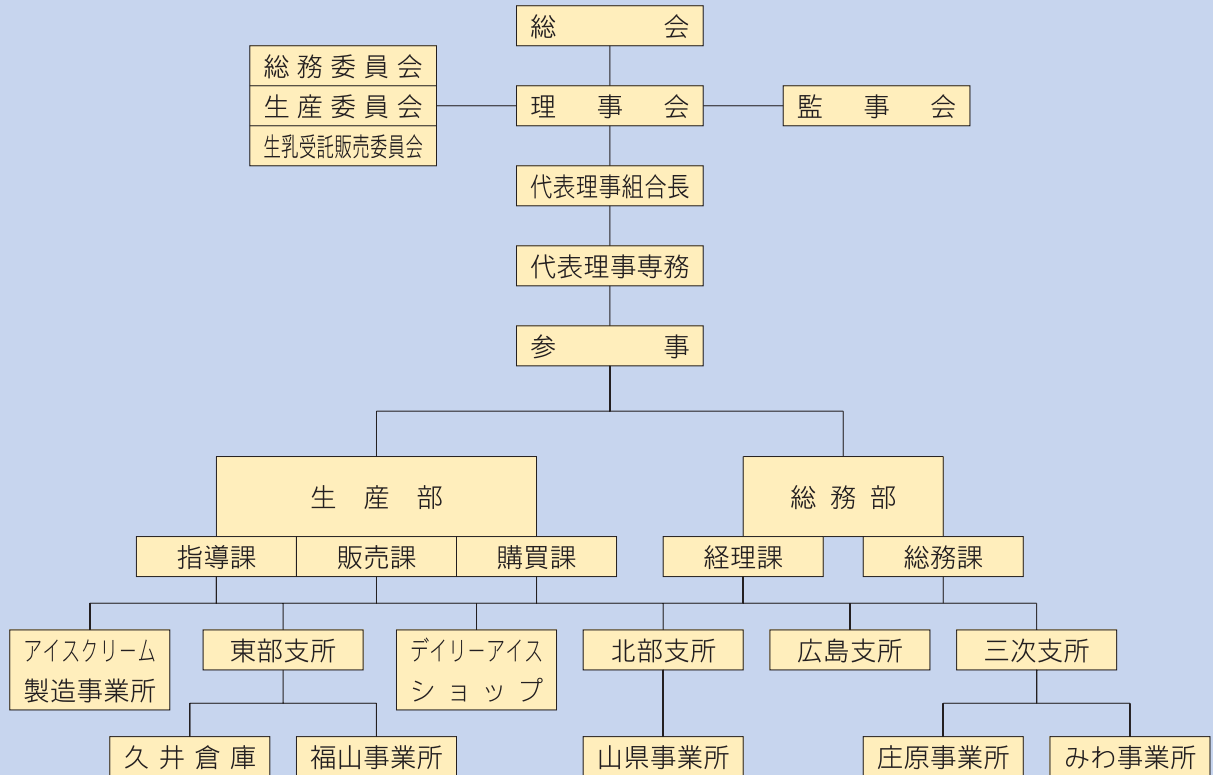 総会
総務委員会
生産委員会
生乳受託販売委員会
理事会
監事会
代表理事組合長
代表理事専務
参事
生産部
総務部
指導課
販売課
購買課
経理課
総務課
アイスクリーム
製造事業所
東部支所
デイリーアイス
ショップ
北部支所
広島支所
三次支所
久井倉庫
福山事業所
山県事業所
庄原事業所
みわ事業所